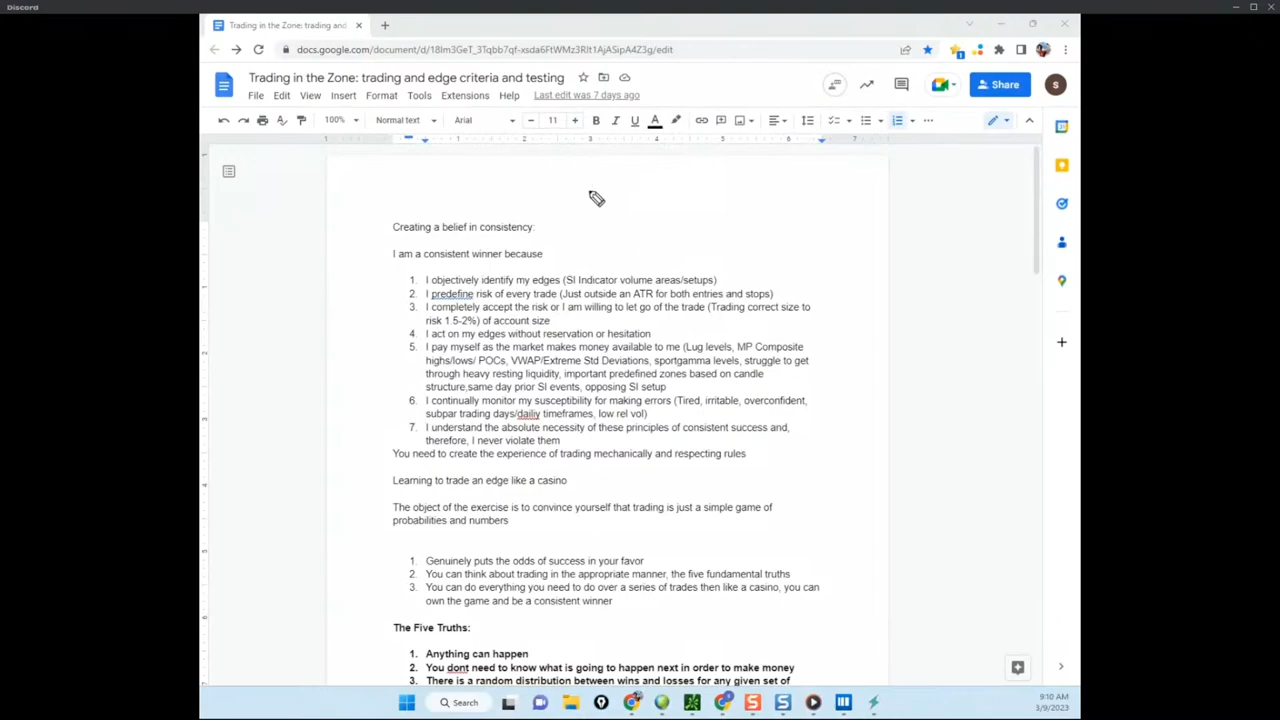 Discord
Trading in the Zone: trading and
docs.google.com/document/d/18lm3GeT_3Tqbb7qf-xsda6FtWMz3Rlt1AjASipA4Z3g/edit
Trading in the Zone: trading and edge criteria and testing
Share
S
File Edit View Insert Format Tools Extensions Help Last edit was 7 days ago
100% Normal text Arial 11
Creating a belief in consistency:
I am a consistent winner because
1. I objectively identify my edges (SI Indicator volume areas/setups)
2. I predefine risk of every trade (Just outside an ATR for both entries and stops)
3. I completely accept the risk or I am willing to let go of the trade (Trading correct size to
risk 1.5-2%) of account size
4. I act on my edges without reservation or hesitation
5. I pay myself as the market makes money available to me (Lug levels, MP Composite
highs/lows/ POCs, VWAP/Extreme Std Deviations, sportgamma levels, struggle to get
through heavy resting liquidity, important predefined zones based on candle
structure,same day prior SI events, opposing SI setup
6. I continually monitor my susceptibility for making errors (Tired, irritable, overconfident,
subpar trading days/dailiy timeframes, low rel vol)
7. I understand the absolute necessity of these principles of consistent success and,
therefore, I never violate them
You need to create the experience of trading mechanically and respecting rules
Learning to trade an edge like a casino
The object of the exercise is to convince yourself that trading is just a simple game of
probabilities and numbers
1. Genuinely puts the odds of success in your favor
2. You can think about trading in the appropriate manner, the five fundamental truths
3. You can do everything you need to do over a series of trades then like a casino, you can
own the game and be a consistent winner
The Five Truths:
1. Anything can happen
2. You dont need to know what is going to happen next in order to make money
3. There is a random distribution between wins and losses for any given set of
Search
9:10 AM
3/9/2023